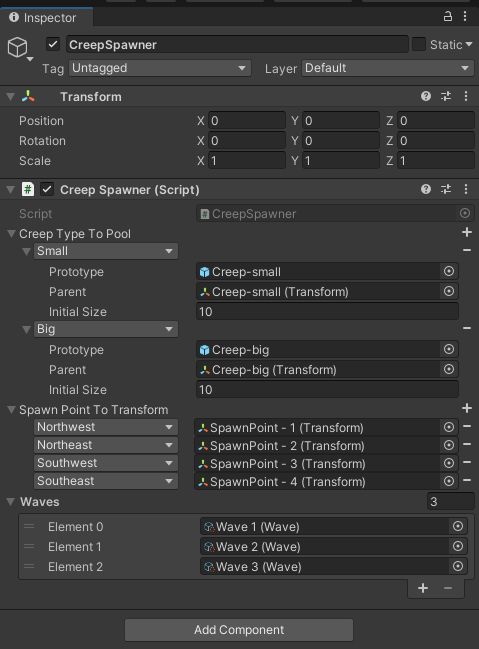 Inspector
CreepSpawner Static
Tag Untagged Layer Default
Transform
Position X 0 Y 0 Z 0
Rotation X 0 Y 0 Z 0
Scale X 1 Y 1 Z 1
# Creep Spawner (Script)
Script # CreepSpawner
Creep Type To Pool
Small
Prototype Creep-small
Parent Creep-small (Transform)
Initial Size 10
Big
Prototype Creep-big
Parent Creep-big (Transform)
Initial Size 10
Spawn Point To Transform
Northwest SpawnPoint - 1 (Transform)
Northeast SpawnPoint - 2 (Transform)
Southwest SpawnPoint - 3 (Transform)
Southeast SpawnPoint - 4 (Transform)
Waves 3
Element 0 Wave 1 (Wave)
Element 1 Wave 2 (Wave)
Element 2 Wave 3 (Wave)
Add Component